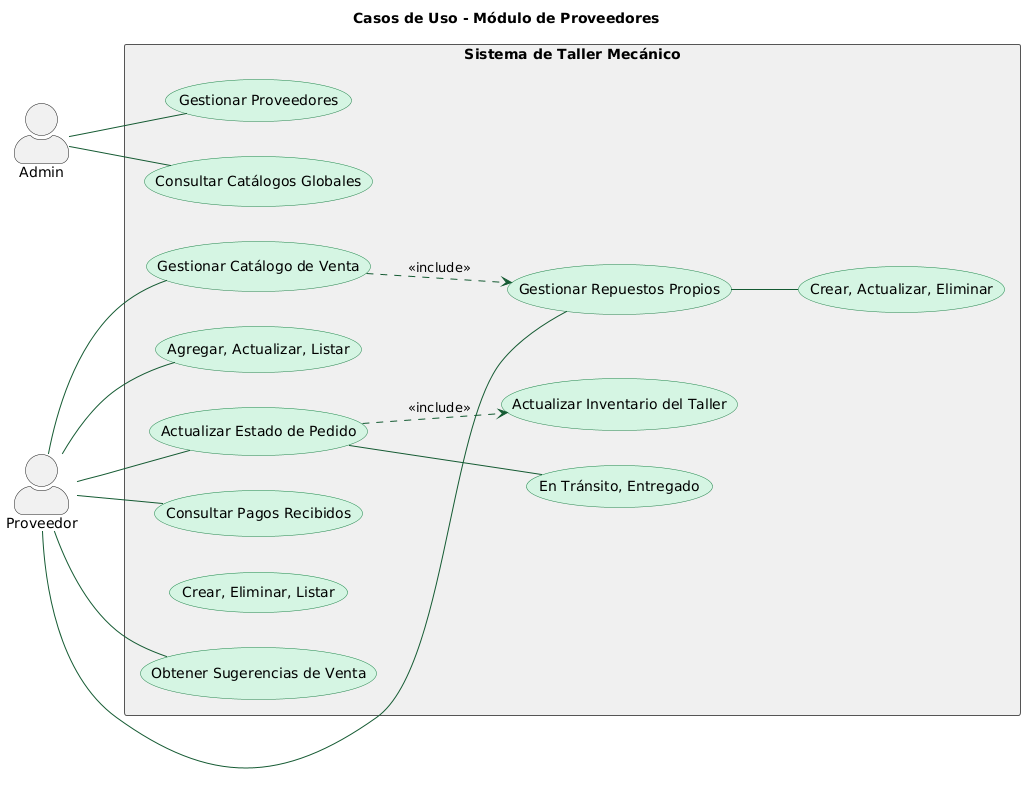 Casos de Uso - Módulo de Proveedores
Sistema de Taller Mecánico
Gestionar Proveedores
Admin
Consultar Catálogos Globales
Gestionar Catálogo de Venta
«include»
Gestionar Repuestos Propios
Crear, Actualizar, Eliminar
Agregar, Actualizar, Listar
«include»
Actualizar Inventario del Taller
Actualizar Estado de Pedido
En Tránsito, Entregado
Proveedor
Consultar Pagos Recibidos
Crear, Eliminar, Listar
Obtener Sugerencias de Venta